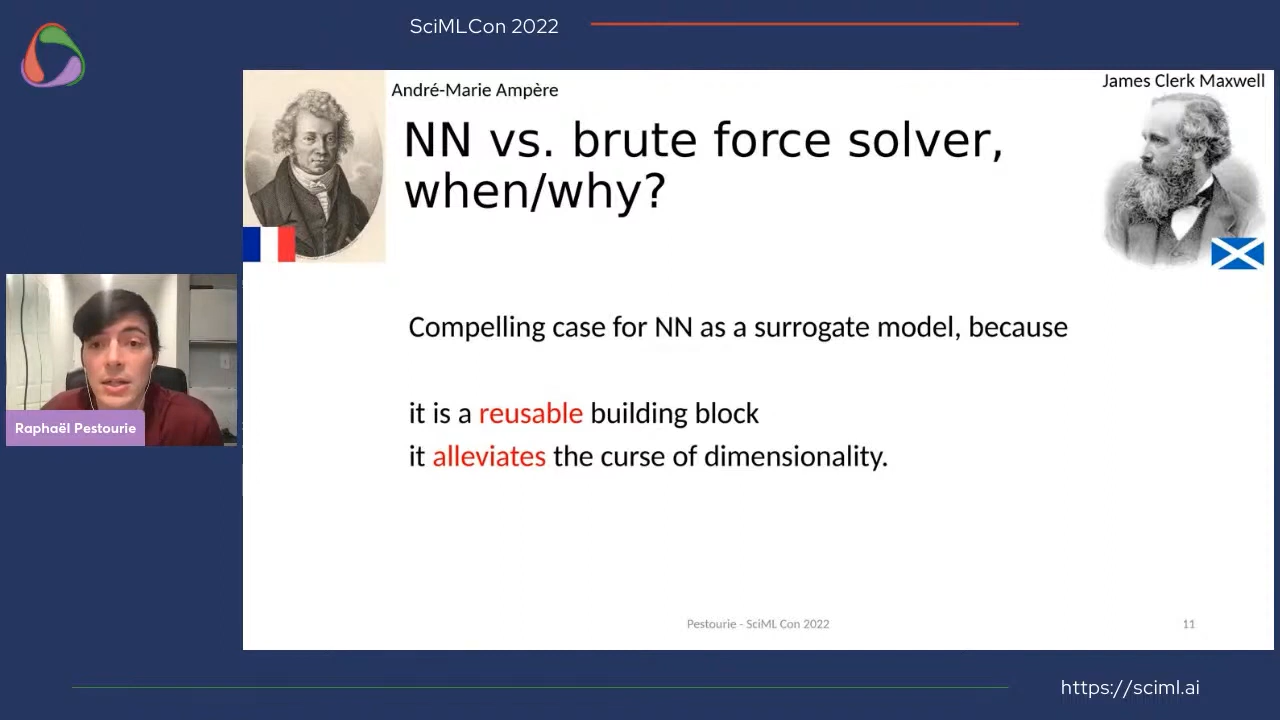 SciMLCon 2022
André-Marie Ampère
James Clerk Maxwell
NN vs. brute force solver,
when/why?
Compelling case for NN as a surrogate model, because
it is a reusable building block
it alleviates the curse of dimensionality.
Raphaël Pestourie
Pestourie - SciML Con 2022
11
https://sciml.ai